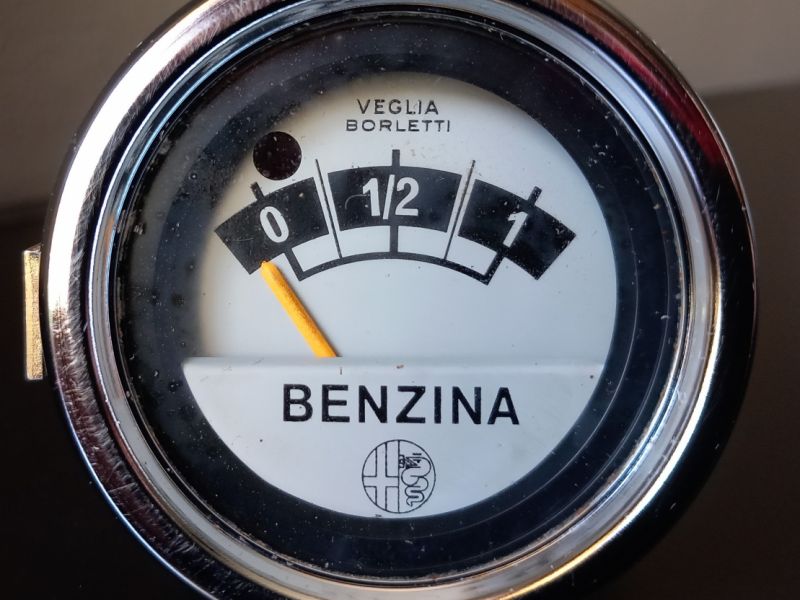 VEGLIA
BORLETTI
0 1/2 1
BENZINA